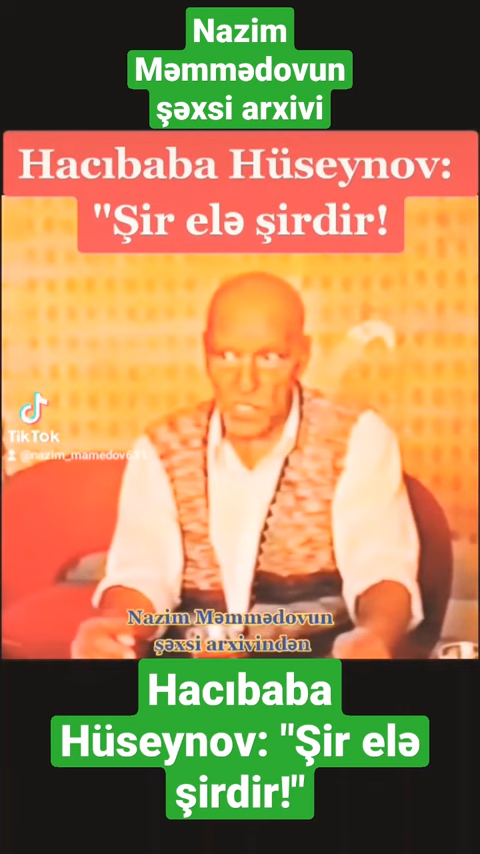 Nazim
Məmmədovun
şəxsi arxivi
Hacıbaba Hüseynov:
"Şir elə şirdir!
TikTok
Nazim Məmmədovun
şəxsi arxivindən
Hacıbaba
Hüseynov: "Şir elə
şirdir!"